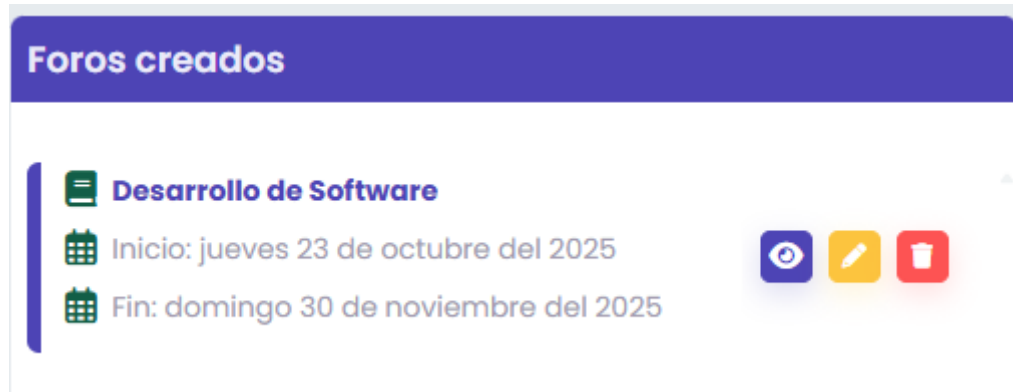 Foros creados
Desarrollo de Software
Inicio: jueves 23 de octubre del 2025
Fin: domingo 30 de noviembre del 2025